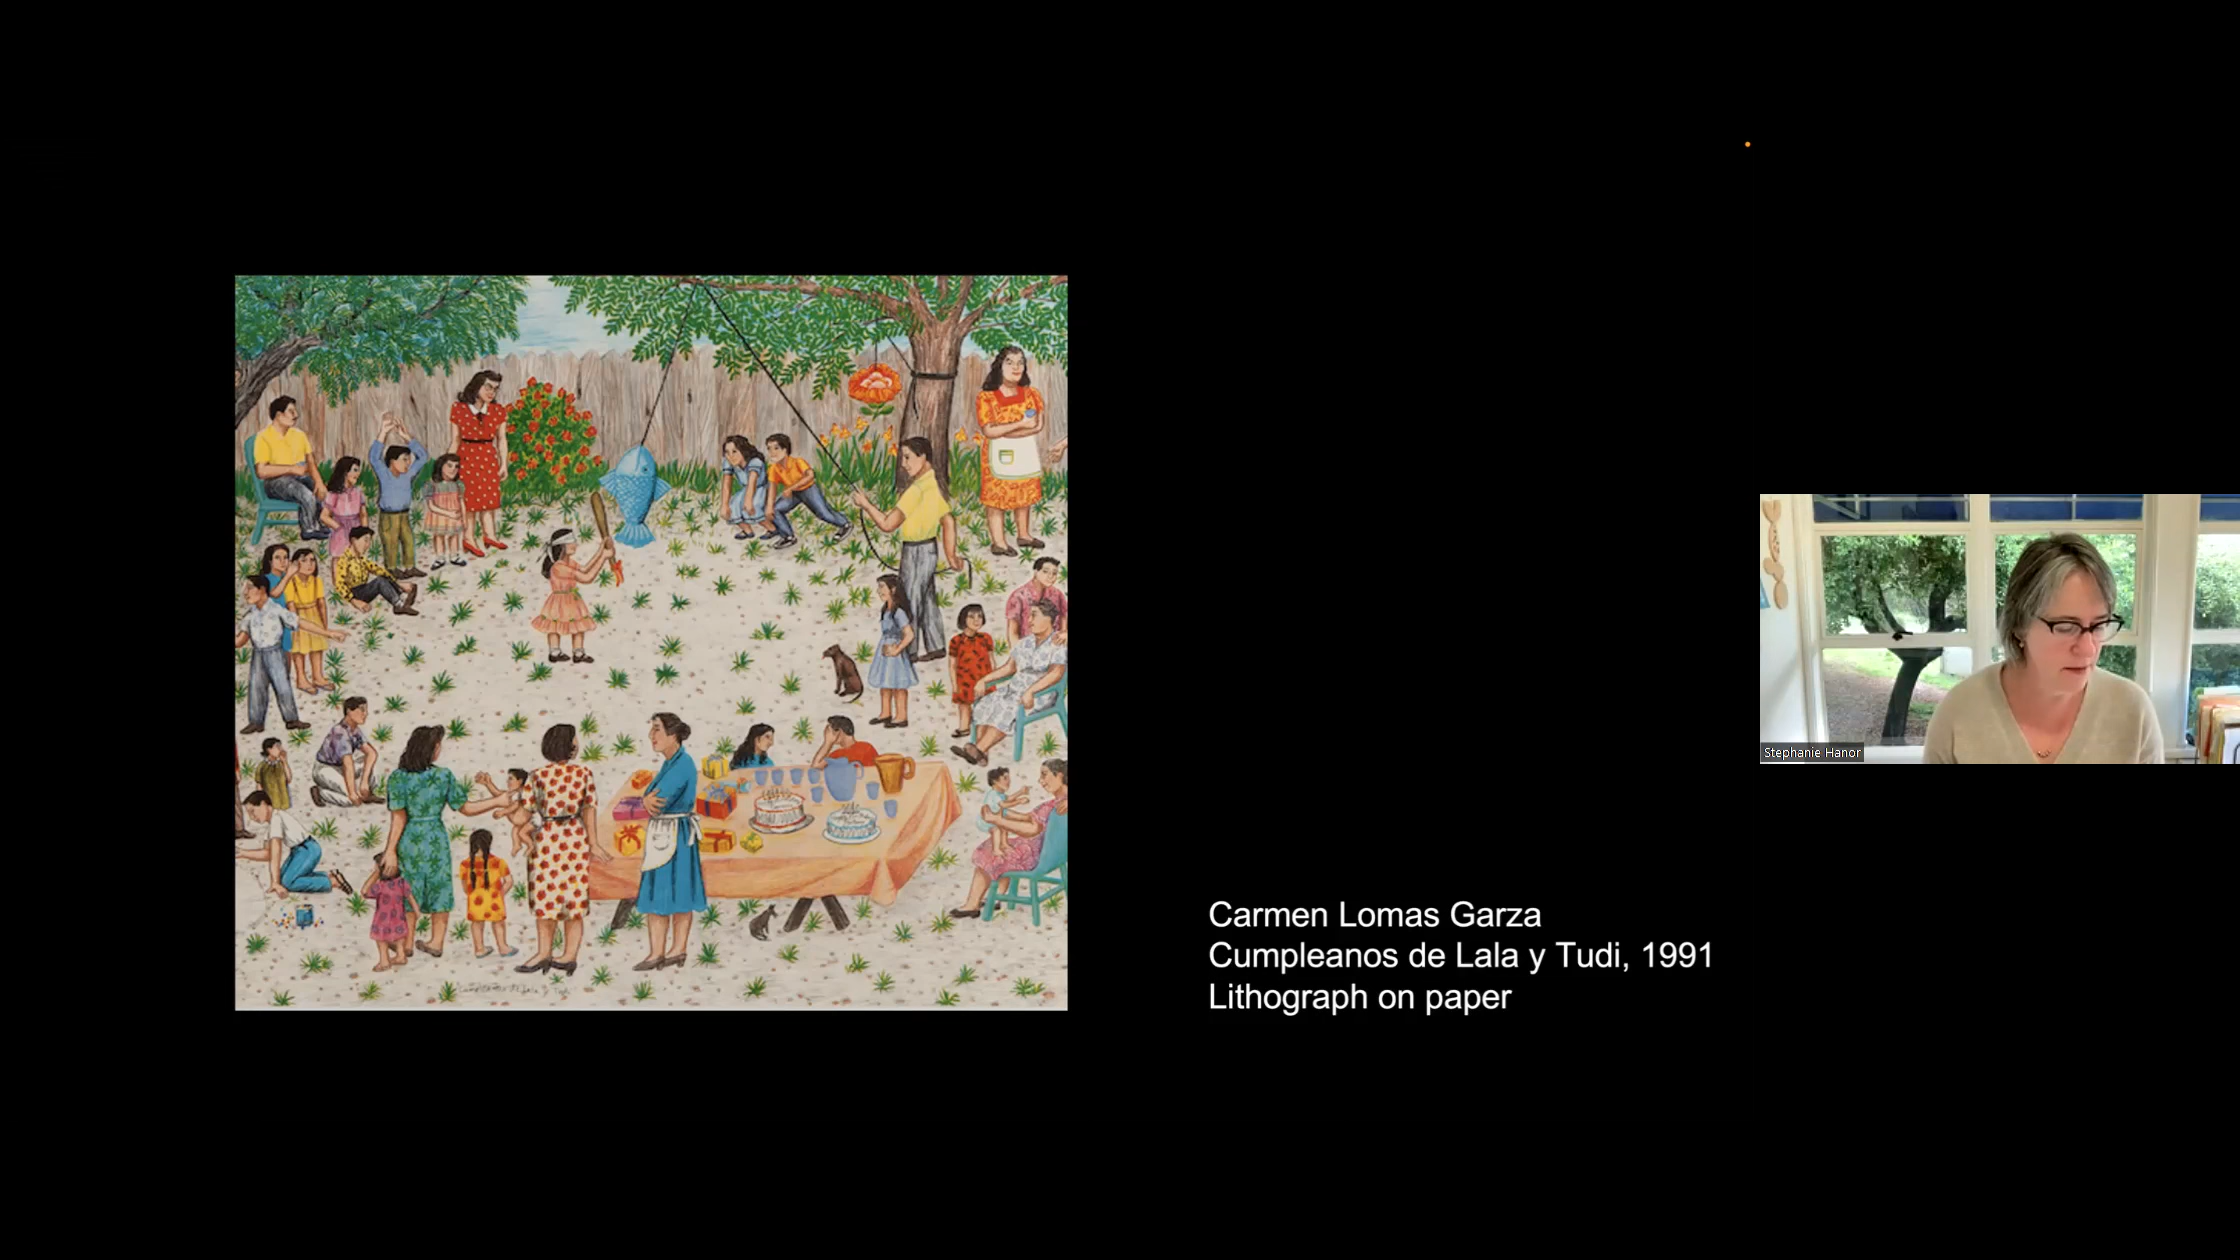 Carmen Lomas Garza
Cumpleanos de Lala y Tudi, 1991
Lithograph on paper
Stephanie Hanor